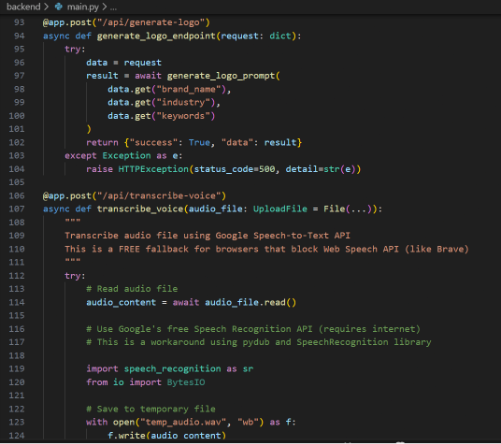 backend > main.py > ...
93 @app.post("/api/generate-logo")
94 async def generate_logo_endpoint(request: dict):
95 try:
96 data = request
97 result = await generate_logo_prompt(
98 data.get("brand_name"),
99 data.get("industry"),
100 data.get("keywords")
101 )
102 return {"success": True, "data": result}
103 except Exception as e:
104 raise HTTPException(status_code=500, detail=str(e))
105
106 @app.post("/api/transcribe-voice")
107 async def transcribe_voice(audio_file: UploadFile = File(...)):
108 """
109 Transcribe audio file using Google Speech-to-Text API
110 This is a FREE fallback for browsers that block Web Speech API (like Brave)
111 """
112 try:
113 # Read audio file
114 audio_content = await audio_file.read()
115
116 # Use Google's free Speech Recognition API (requires internet)
117 # This is a workaround using pydub and SpeechRecognition library
118
119 import speech_recognition as sr
120 from io import BytesIO
121
122 # Save to temporary file
123 with open("temp_audio.wav", "wb") as f:
124 f.write(audio_content)